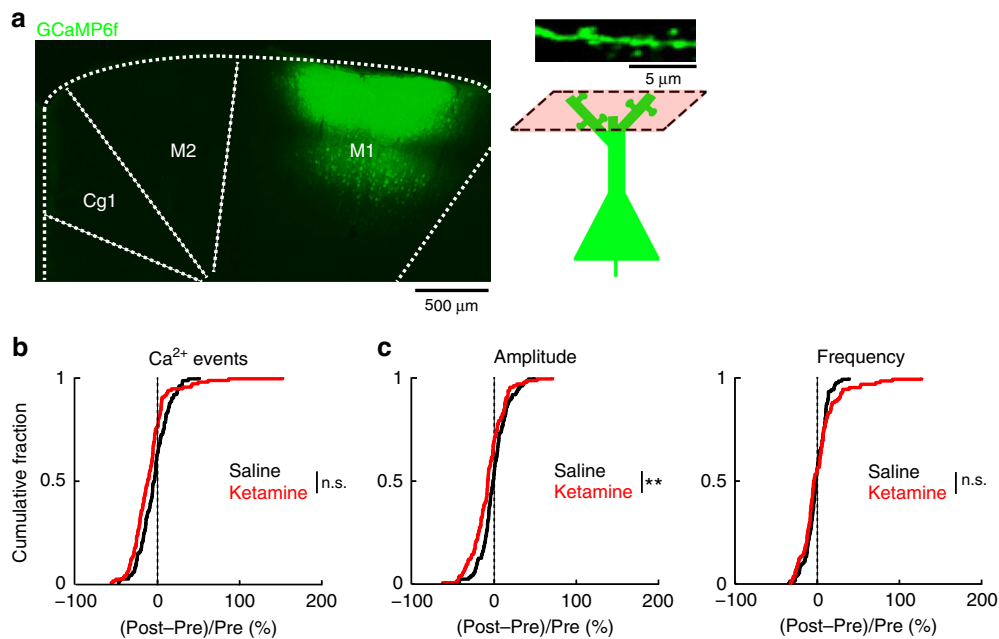 a
GCaMP6f
Cg1
M2
M1
500 μm
5 μm
b
Ca²⁺ events
Cumulative fraction
1
0.5
0
Saline
Ketamine
n.s.
–100
0
100
200
(Post–Pre)/Pre (%)
c
Amplitude
1
0.5
0
Saline
Ketamine
**
–100
0
100
200
(Post–Pre)/Pre (%)
Frequency
1
0.5
0
Saline
Ketamine
n.s.
–100
0
100
200
(Post–Pre)/Pre (%)